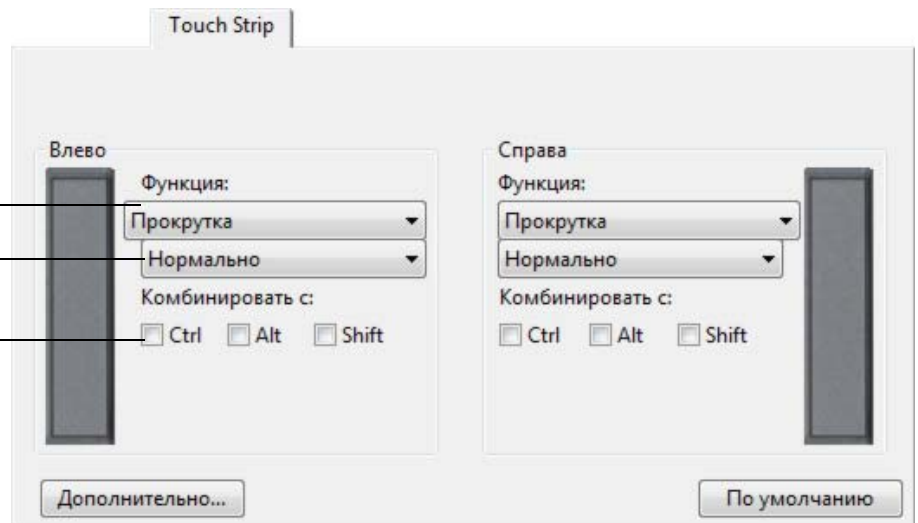 Touch Strip
Влево
Функция:
Прокрутка
Нормально
Комбинировать с:
Ctrl Alt Shift
Справа
Функция:
Прокрутка
Нормально
Комбинировать с:
Ctrl Alt Shift
Дополнительно...
По умолчанию